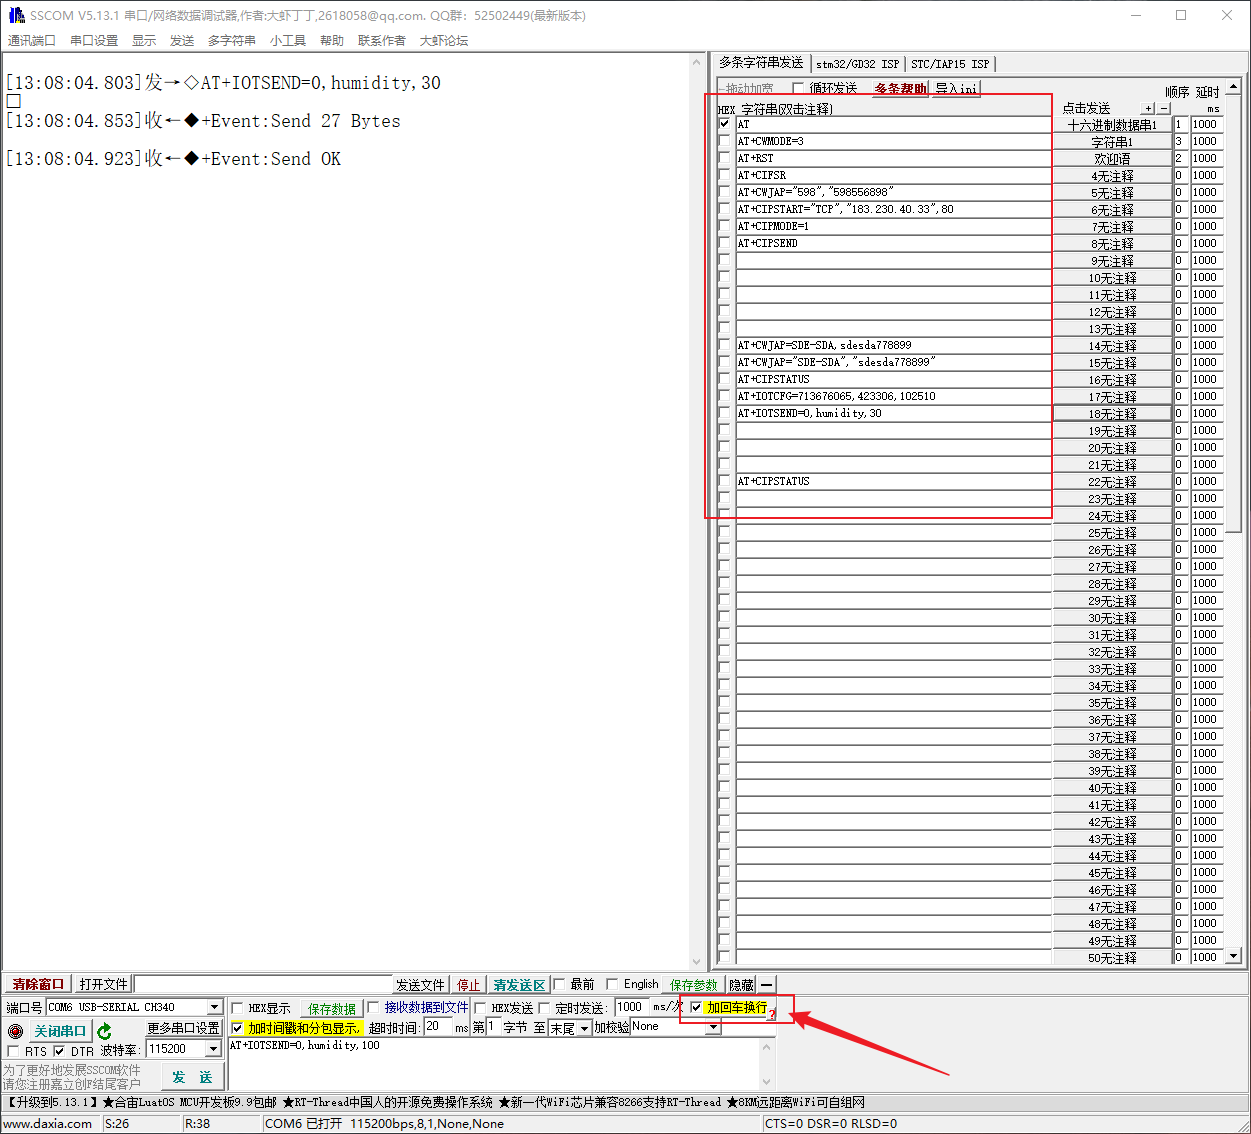 SSCOM V5.13.1 串口/网络数据调试器,作者:大虾丁丁,2618058@qq.com. QQ群: 52502449(最新版本)
通讯端口 串口设置 显示 发送 多字符串 小工具 帮助 联系作者 大虾论坛
[13:08:04.803]发→◇AT+IOTSEND=0,humidity,30
□
[13:08:04.853]收←◆+Event:Send 27 Bytes
[13:08:04.923]收←◆+Event:Send OK
多条字符串发送 stm32/GD32 ISP STC/IAP15 ISP
←拖动加宽 循环发送 多条帮助 导入ini 顺序 延时
HEX 字符串(双击注释) 点击发送 + − ms
AT 十六进制数据串1 1 1000
AT+CWMODE=3 字符串1 3 1000
AT+RST 欢迎语 2 1000
AT+CIFSR 4无注释 0 1000
AT+CWJAP="598","598556898" 5无注释 0 1000
AT+CIPSTART="TCP","183.230.40.33",80 6无注释 0 1000
AT+CIPMODE=1 7无注释 0 1000
AT+CIPSEND 8无注释 0 1000
9无注释 0 1000
10无注释 0 1000
11无注释 0 1000
12无注释 0 1000
13无注释 0 1000
AT+CWJAP=SDE-SDA,sdesda778899 14无注释 0 1000
AT+CWJAP="SDE-SDA","sdesda778899" 15无注释 0 1000
AT+CIPSTATUS 16无注释 0 1000
AT+IOTCFG=713676065,423306,102510 17无注释 0 1000
AT+IOTSEND=0,humidity,30 18无注释 0 1000
19无注释 0 1000
20无注释 0 1000
21无注释 0 1000
AT+CIPSTATUS 22无注释 0 1000
23无注释 0 1000
24无注释 0 1000
25无注释 0 1000
26无注释 0 1000
27无注释 0 1000
28无注释 0 1000
29无注释 0 1000
30无注释 0 1000
31无注释 0 1000
32无注释 0 1000
33无注释 0 1000
34无注释 0 1000
35无注释 0 1000
36无注释 0 1000
37无注释 0 1000
38无注释 0 1000
39无注释 0 1000
40无注释 0 1000
41无注释 0 1000
42无注释 0 1000
43无注释 0 1000
44无注释 0 1000
45无注释 0 1000
46无注释 0 1000
47无注释 0 1000
48无注释 0 1000
49无注释 0 1000
50无注释 0 1000
清除窗口 打开文件 发送文件 停止 清发送区 最前 English 保存参数 隐藏 −
端口号 COM6 USB-SERIAL CH340 HEX显示 保存数据 接收数据到文件 HEX发送 定时发送: 1000 ms/次 加回车换行 ?
关闭串口 更多串口设置 加时间戳和分包显示, 超时时间: 20 ms 第 1 字节 至 末尾 加校验 None
RTS DTR 波特率: 115200 AT+IOTSEND=0,humidity,100
为了更好地发展SSCOM软件
请您注册嘉立创F结尾客户
发 送
【升级到5.13.1】★合宙LuatOS MCU开发板9.9包邮 ★RT-Thread中国人的开源免费操作系统 ★新一代WiFi芯片兼容8266支持RT-Thread ★8KM远距离WiFi可自组网
www.daxia.com S:26 R:38 COM6 已打开 115200bps,8,1,None,None CTS=0 DSR=0 RLSD=0